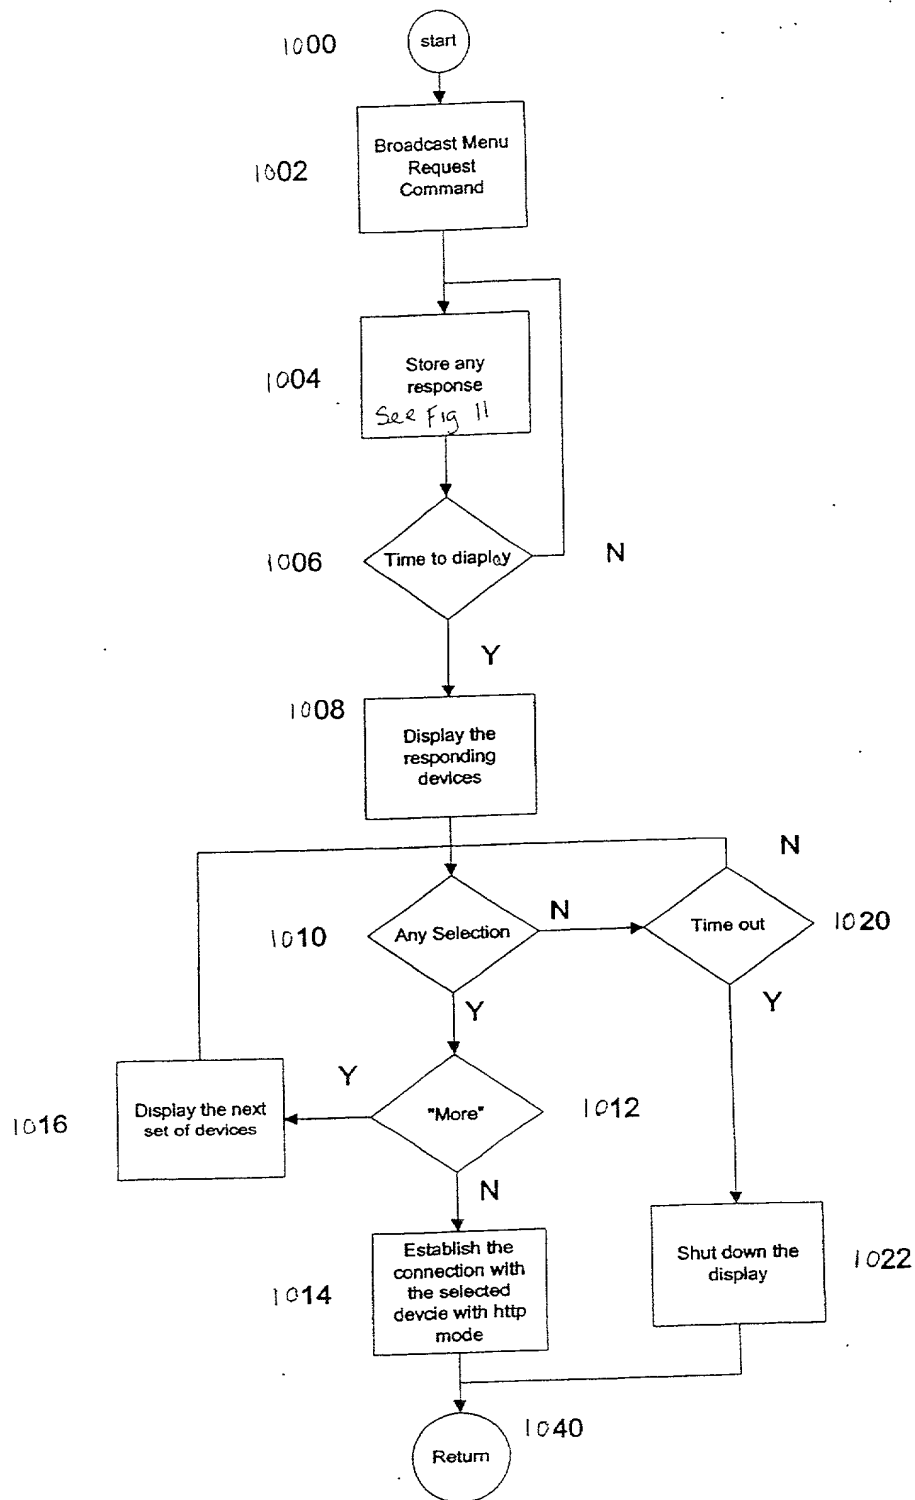 1000
start
1002
Broadcast Menu
Request
Command
1004
Store any
response
See Fig 11
1006
Time to diaplay
N
Y
1008
Display the
responding
devices
N
1010
Any Selection
N
Time out
1020
Y
Y
Y
1016
Display the next
set of devices
"More"
1012
N
1014
Establish the
connection with
the selected
devcie with http
mode
Shut down the
display
1022
1040
Return